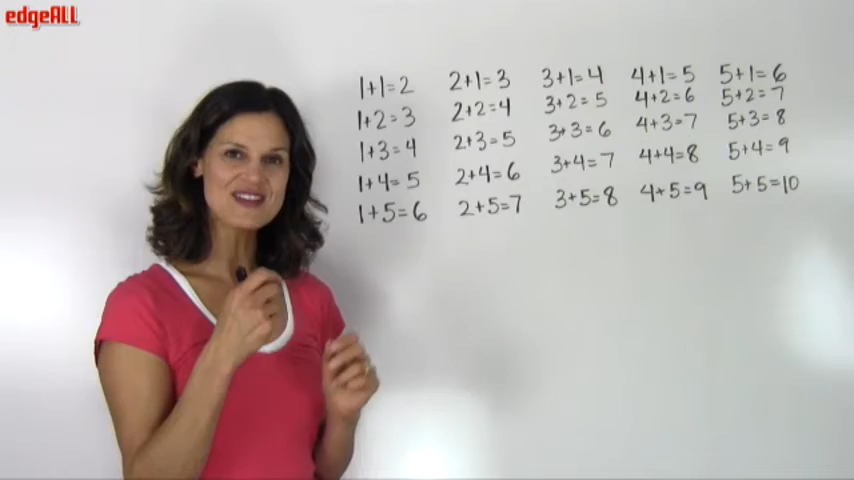 edgeALL
1+1=2 2+1=3 3+1=4 4+1=5 5+1=6
1+2=3 2+2=4 3+2=5 4+2=6 5+2=7
1+3=4 2+3=5 3+3=6 4+3=7 5+3=8
1+4=5 2+4=6 3+4=7 4+4=8 5+4=9
1+5=6 2+5=7 3+5=8 4+5=9 5+5=10